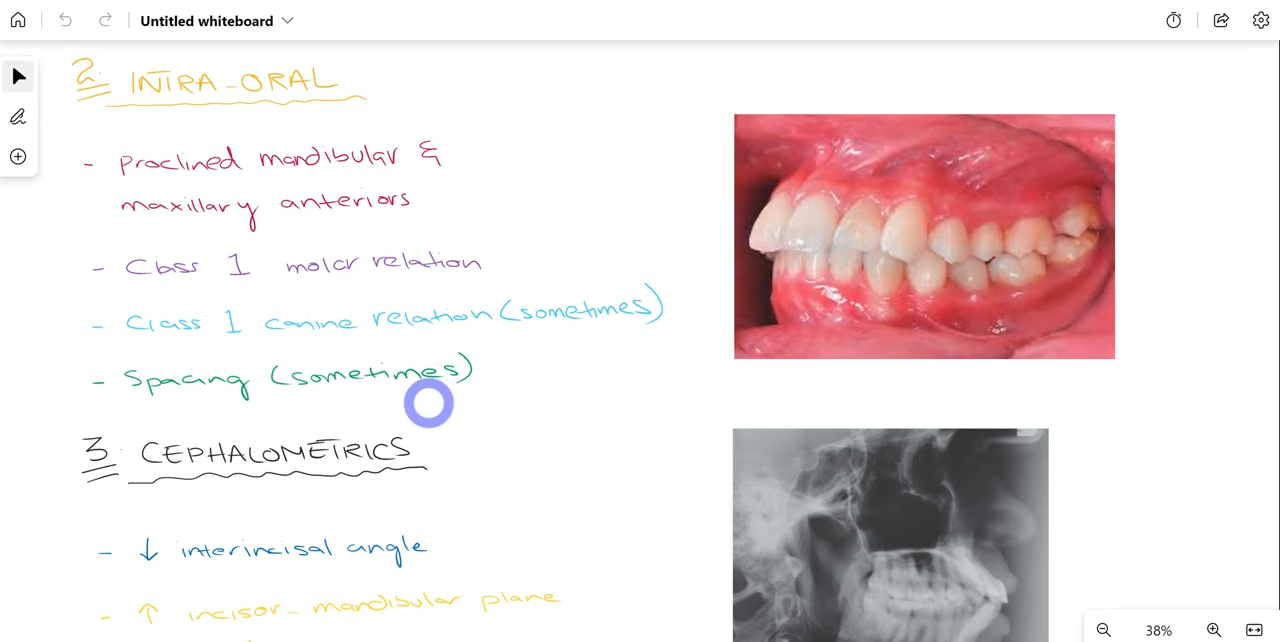 Untitled whiteboard
2. INTRA-ORAL
- proclined mandibular &
maxillary anteriors
- Class 1 molar relation
- Class 1 canine relation (sometimes)
- Spacing (sometimes)
3. CEPHALOMETRICS
- ↓ interincisal angle
- ↑ incisor-mandibular plane
38%